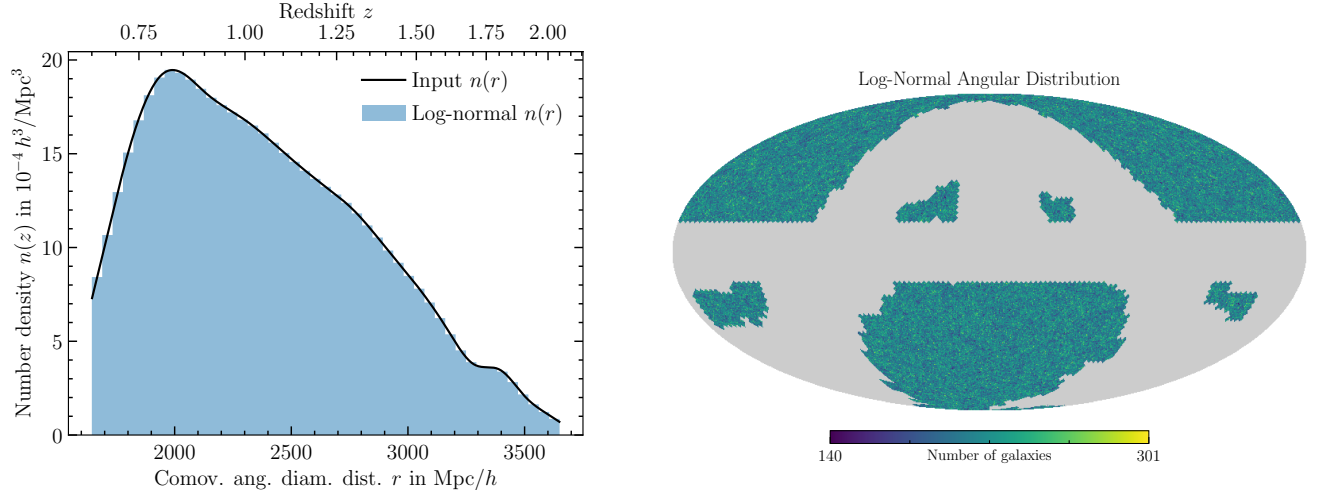 Redshift z
0.75 1.00 1.25 1.50 1.75 2.00
Number density n(z) in 10⁻⁴ h³/Mpc³
20
15
10
5
0
Input n(r)
Log-normal n(r)
2000 2500 3000 3500
Comov. ang. diam. dist. r in Mpc/h
Log-Normal Angular Distribution
140 Number of galaxies 301